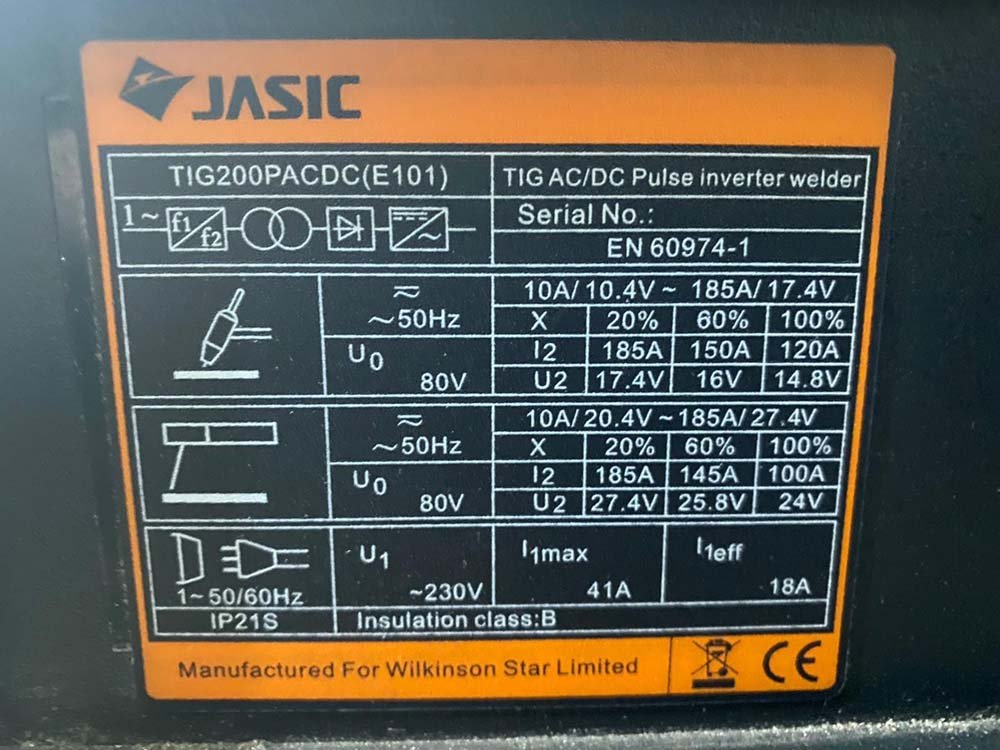 JASIC
TIG200PACDC(E101) TIG AC/DC Pulse inverter welder
1~ f1 f2 Serial No.:
EN 60974-1
10A/10.4V ~ 185A/17.4V
~50Hz X 20% 60% 100%
U0 I2 185A 150A 120A
80V U2 17.4V 16V 14.8V
10A/20.4V ~185A/27.4V
~50Hz X 20% 60% 100%
U0 I2 185A 145A 100A
80V U2 27.4V 25.8V 24V
U1 I1max I1eff
1~50/60Hz ~230V 41A 18A
IP21S Insulation class:B
Manufactured For Wilkinson Star Limited CE